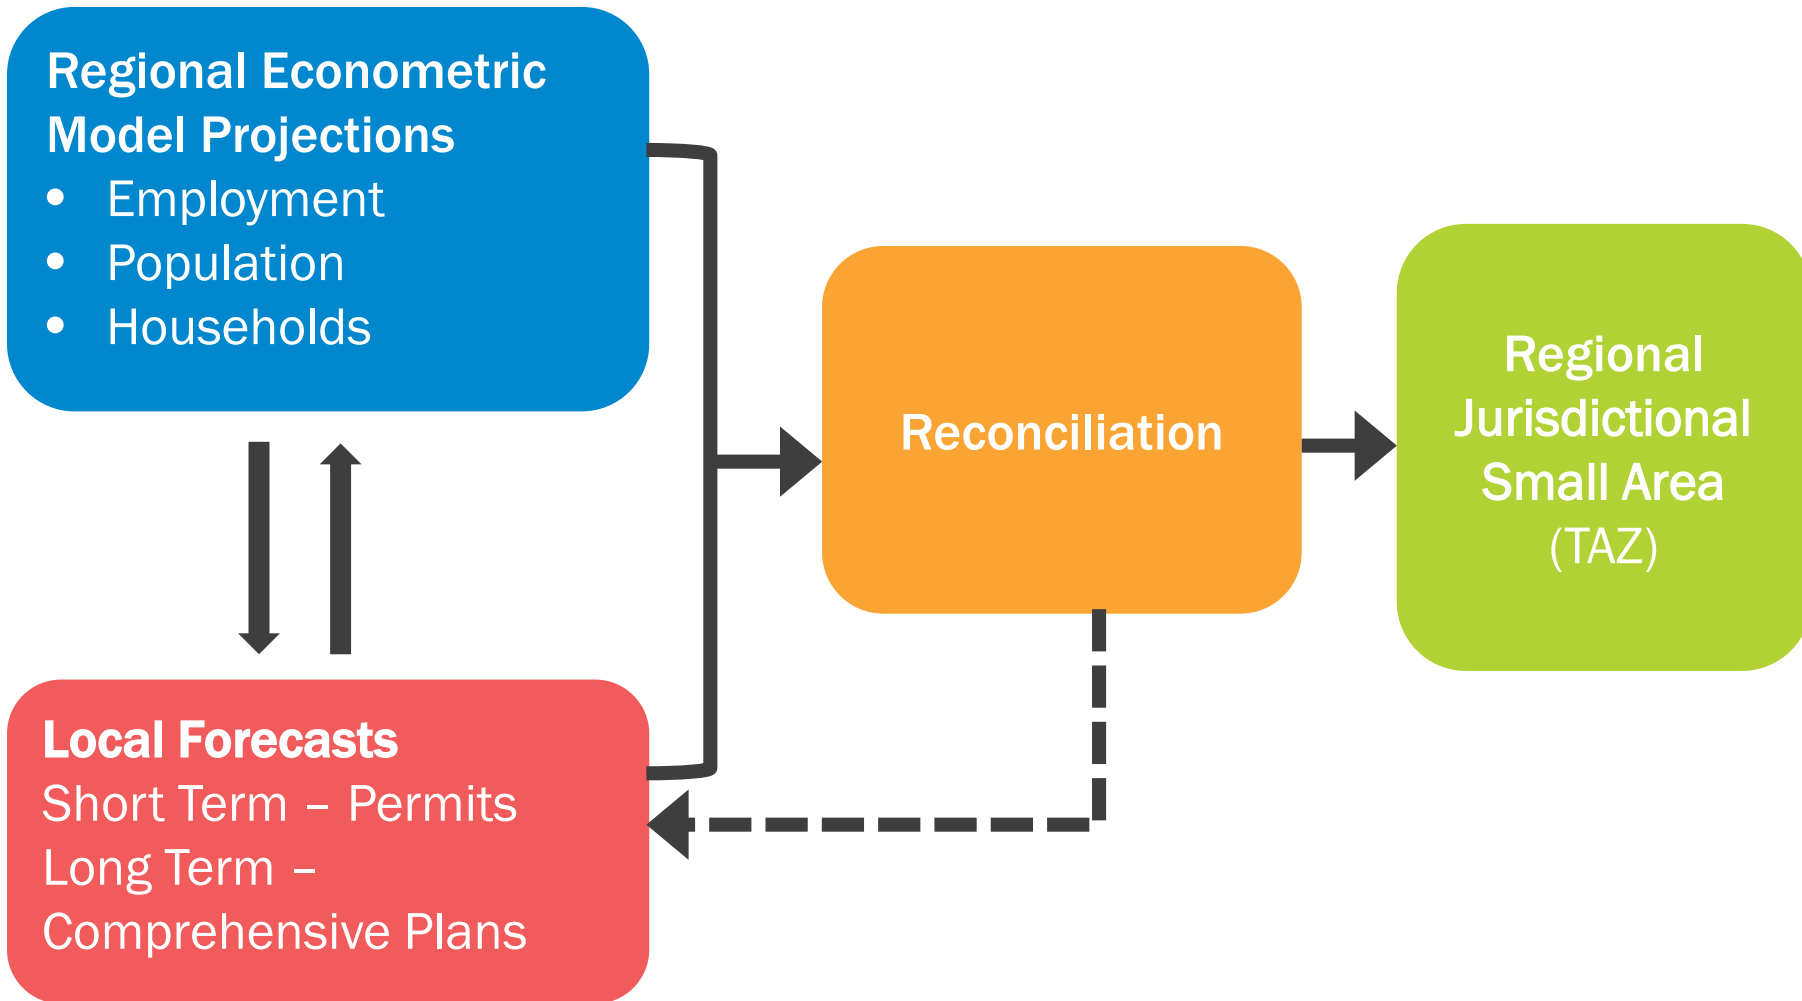 Regional Econometric
Model Projections
• Employment
• Population
• Households
Reconciliation
Regional
Jurisdictional
Small Area
(TAZ)
Local Forecasts
Short Term – Permits
Long Term –
Comprehensive Plans